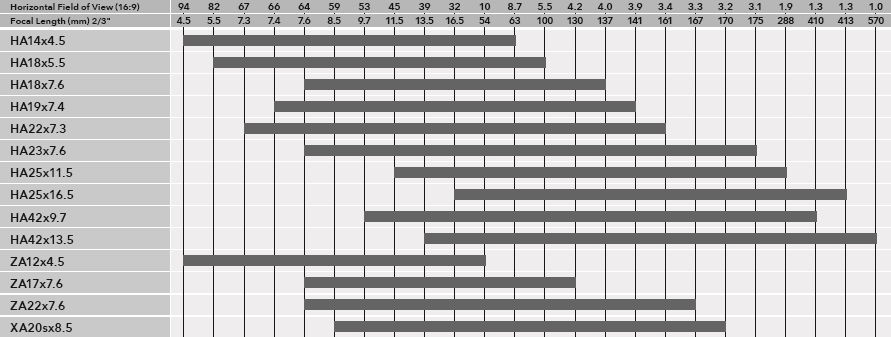 Horizontal Field of View (16:9) 94 82 67 66 64 59 53 45 39 32 10 8.7 5.5 4.2 4.0 3.9 3.4 3.3 3.2 3.1 1.9 1.3 1.3 1.0
Focal Length (mm) 2/3" 4.5 5.5 7.3 7.4 7.6 8.5 9.7 11.5 13.5 16.5 54 63 100 130 137 141 161 167 170 175 288 410 413 570
HA14x4.5
HA18x5.5
HA18x7.6
HA19x7.4
HA22x7.3
HA23x7.6
HA25x11.5
HA25x16.5
HA42x9.7
HA42x13.5
ZA12x4.5
ZA17x7.6
ZA22x7.6
XA20sx8.5